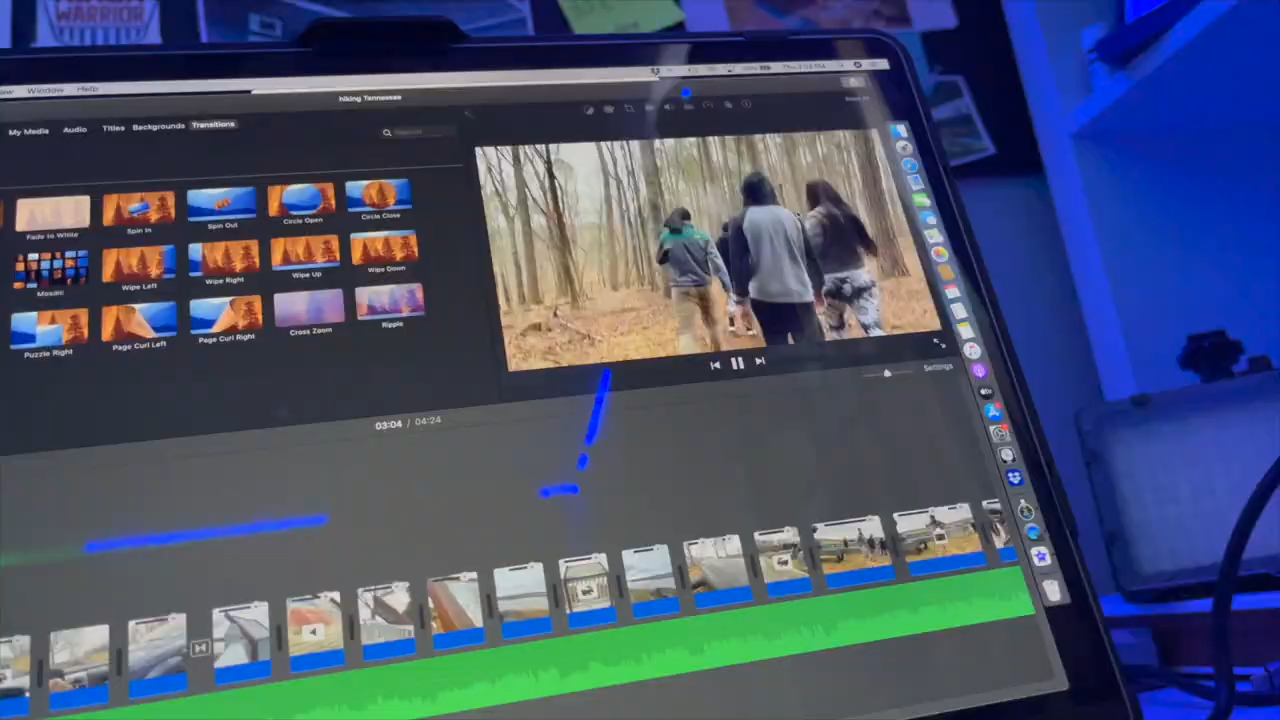 WARRIOR
Window Help
hiking Tennessee
My Media Audio Titles Backgrounds Transitions
Search
Fade to White Spin In Spin Out Circle Open Circle Close
Mosaic Wipe Left Wipe Right Wipe Up Wipe Down
Puzzle Right Page Curl Left Page Curl Right Cross Zoom Ripple
03:04 / 04:24
Settings